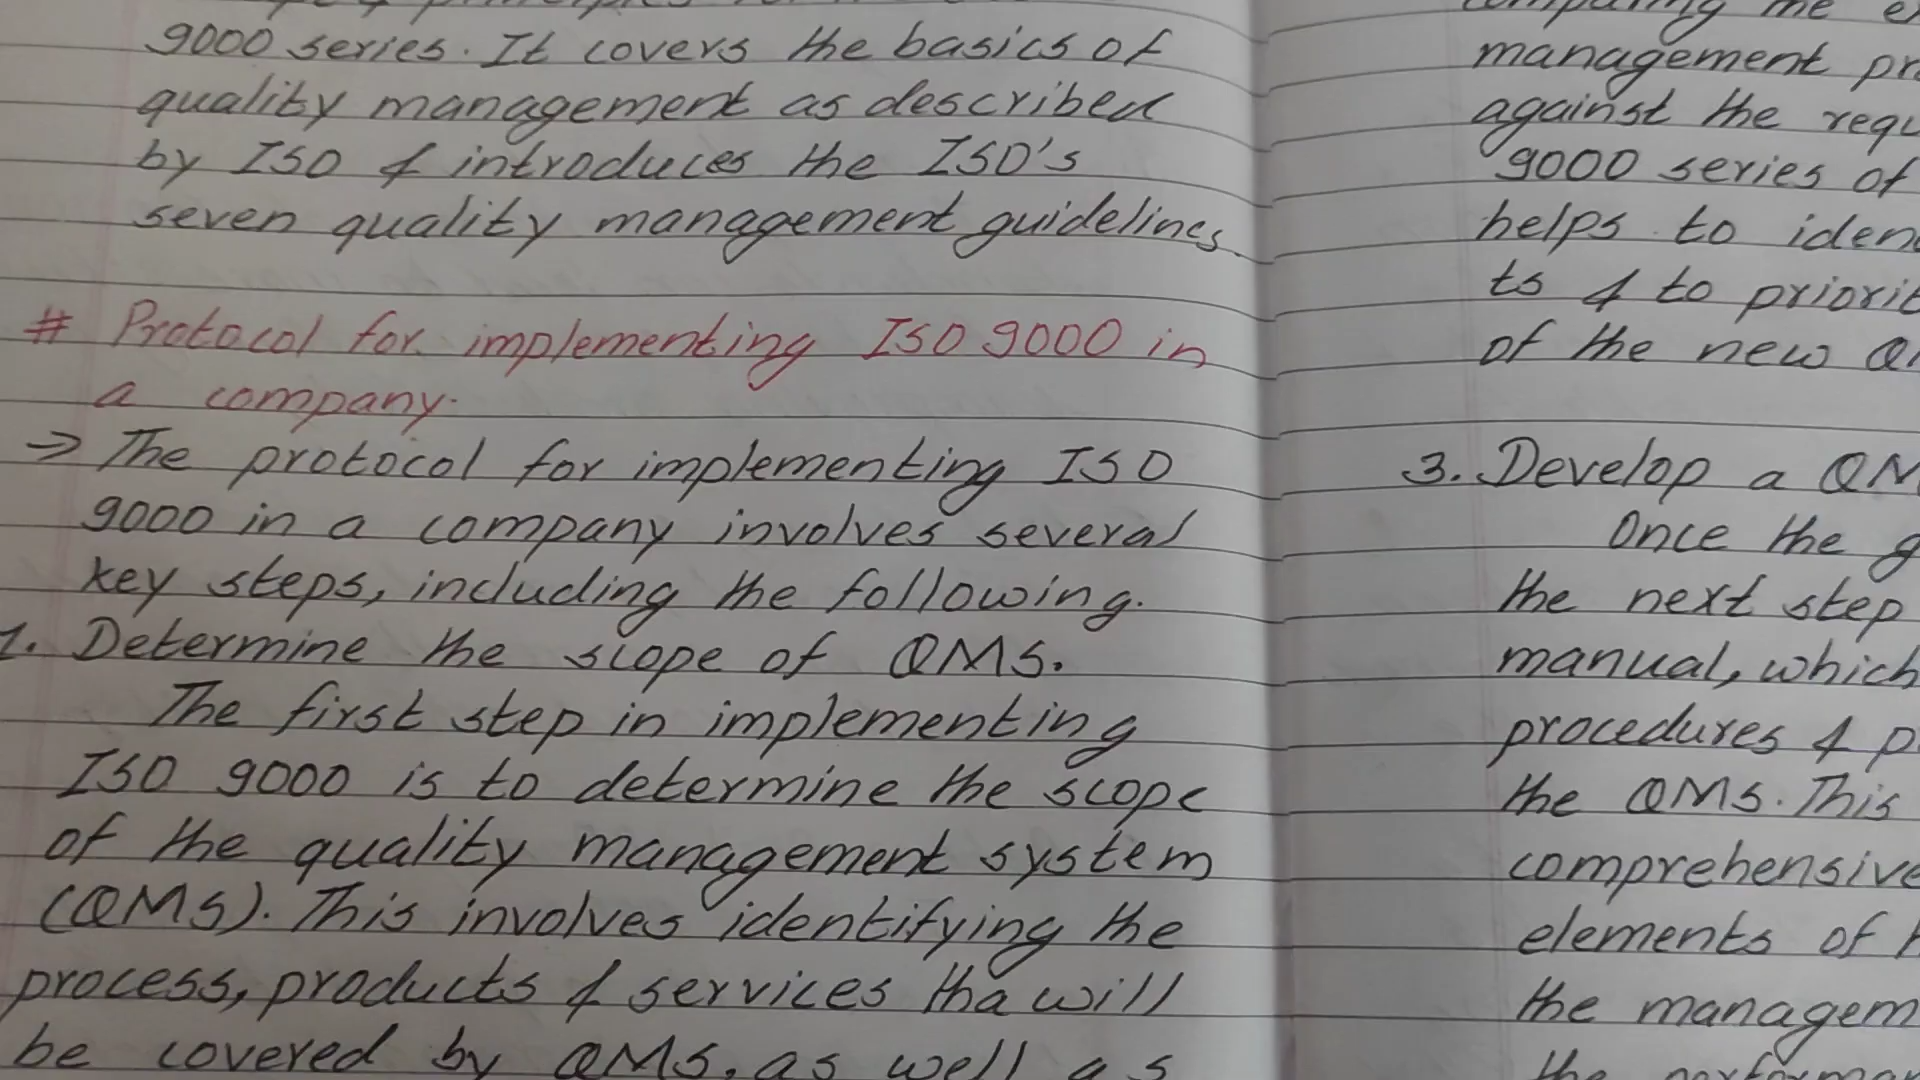 9000 series. It covers the basics of
quality management as described
by ISO & introduces the ISO's
seven quality management guidelines.
# Protocol for implementing ISO 9000 in
a company.
→ The protocol for implementing ISO
9000 in a company involves several
key steps, including the following.
1. Determine the scope of QMS.
The first step in implementing
ISO 9000 is to determine the scope
of the quality management system
(QMS). This involves identifying the
process, products & services tha will
be covered by QMS, as well as
management
against the
9000 series of
helps to
ts & to
of the new
3. Develop a
Once the
the next step
manual, which
procedures &
the QMS. This
comprehensive
elements of
the
the